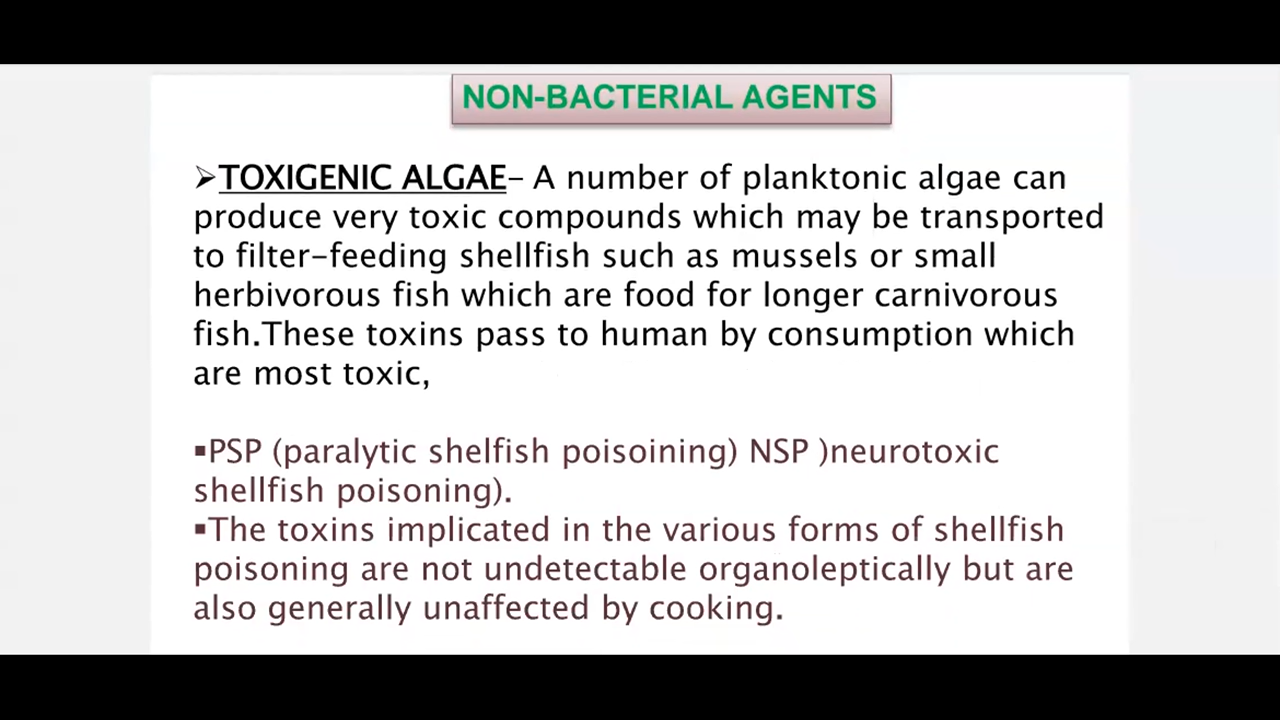 NON-BACTERIAL AGENTS
➢TOXIGENIC ALGAE- A number of planktonic algae can
produce very toxic compounds which may be transported
to filter-feeding shellfish such as mussels or small
herbivorous fish which are food for longer carnivorous
fish.These toxins pass to human by consumption which
are most toxic,
▪PSP (paralytic shelfish poisoining) NSP )neurotoxic
shellfish poisoning).
▪The toxins implicated in the various forms of shellfish
poisoning are not undetectable organoleptically but are
also generally unaffected by cooking.